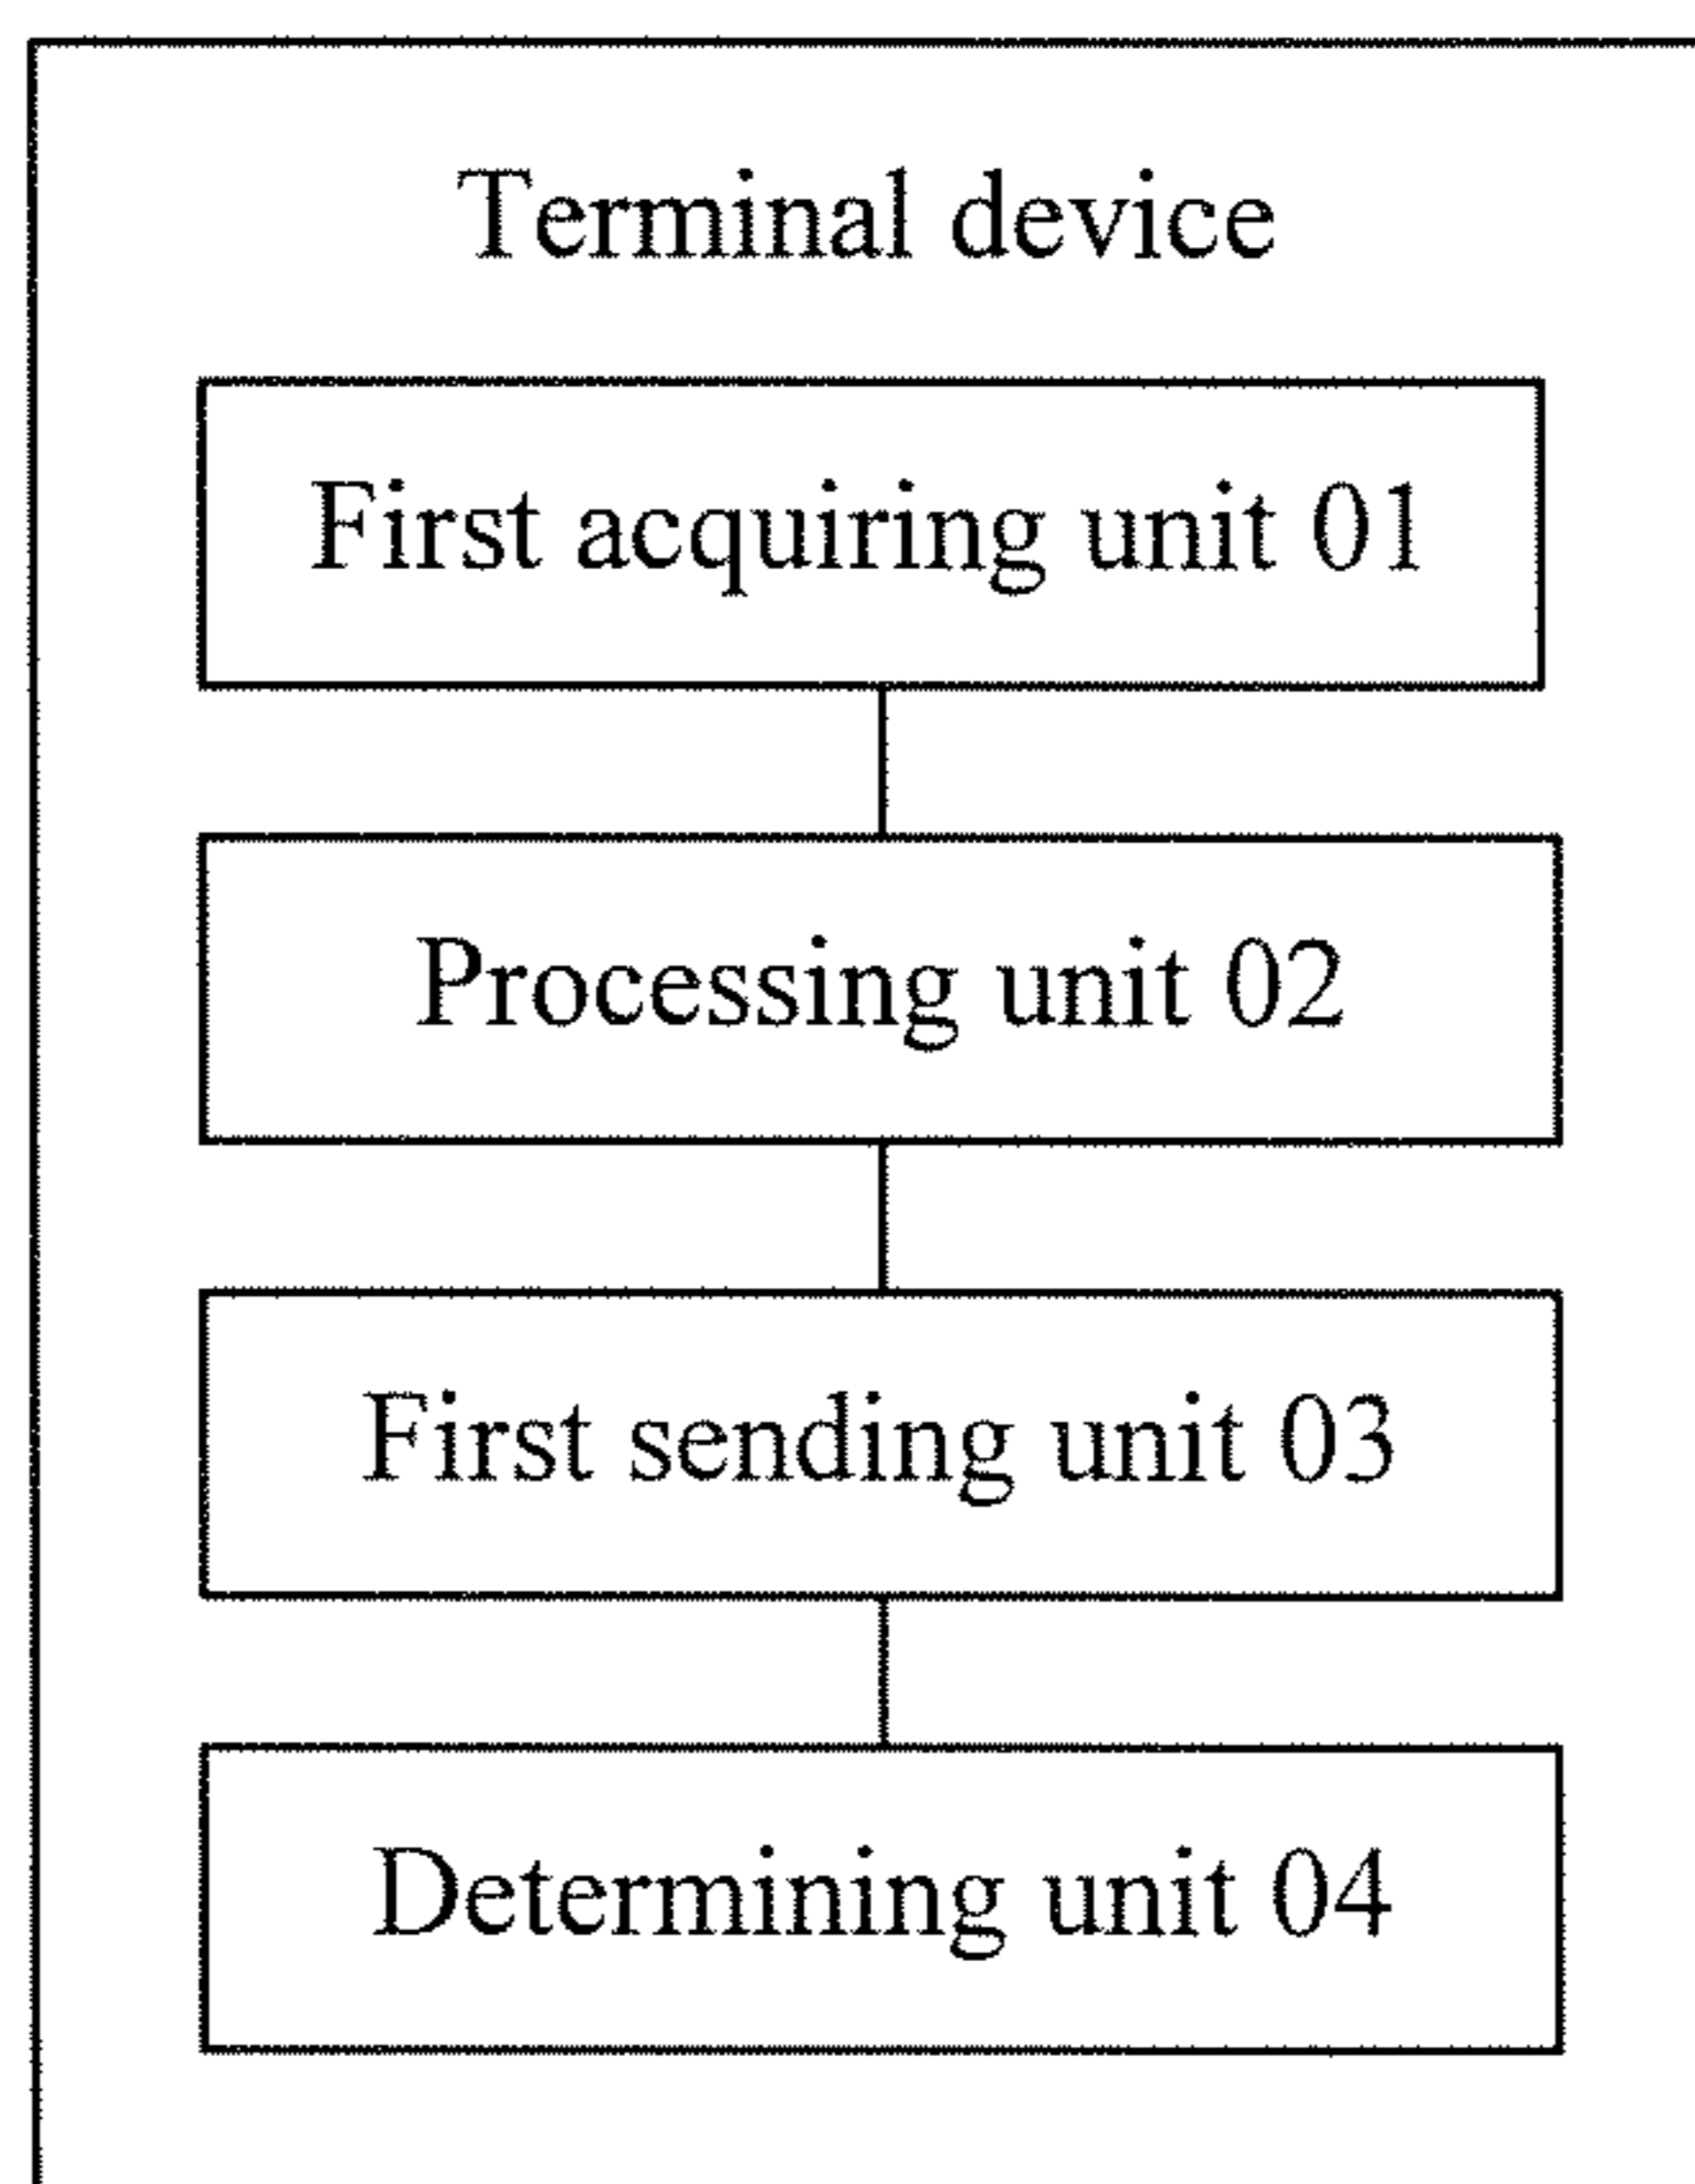 Terminal device
First acquiring unit 01
Processing unit 02
First sending unit 03
Determining unit 04